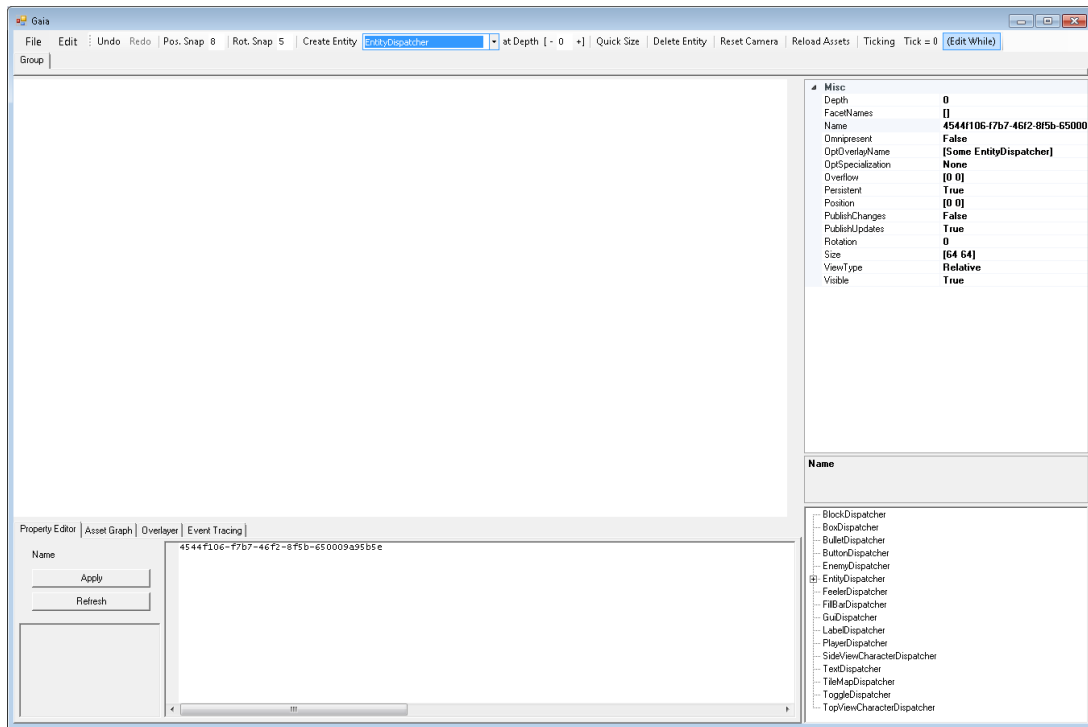 Gaia
File Edit Undo Redo Pos. Snap 8 Rot. Snap 5 Create Entity EntityDispatcher at Depth [ - 0 +] Quick Size Delete Entity Reset Camera Reload Assets Ticking Tick = 0 (Edit While)
Group
Misc
Depth 0
FacetNames []
Name 4544f106-f7b7-46f2-8f5b-65000
Omnipresent False
OptOverlayName [Some EntityDispatcher]
OptSpecialization None
Overflow [0 0]
Persistent True
Position [0 0]
PublishChanges False
PublishUpdates True
Rotation 0
Size [64 64]
ViewType Relative
Visible True
Name
Property Editor Asset Graph Overlayer Event Tracing
Name
Apply
Refresh
4544f106-f7b7-46f2-8f5b-650009a95b5e
BlockDispatcher
BoxDispatcher
BulletDispatcher
ButtonDispatcher
EnemyDispatcher
EntityDispatcher
FeelerDispatcher
FillBarDispatcher
GuiDispatcher
LabelDispatcher
PlayerDispatcher
SideViewCharacterDispatcher
TextDispatcher
TileMapDispatcher
ToggleDispatcher
TopViewCharacterDispatcher